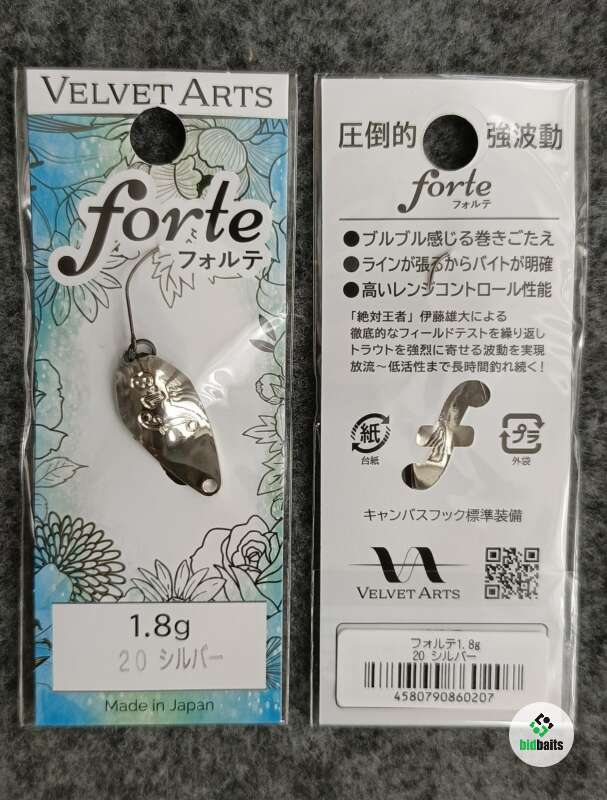 VELVET ARTS
forte
フォルテ
1.8g
20 シルバー
Made in Japan
圧倒的 強波動
forte
フォルテ
●ブルブル感じる巻きごたえ
●ラインが張るからバイトが明確
●高いレンジコントロール性能
「絶対王者」伊藤雄大による
徹底的なフィールドテストを繰り返し
トラウトを強烈に寄せる波動を実現
放流～低活性まで長時間釣れ続く!
紙
台紙
プラ
外袋
キャンバスフック標準装備
VELVET ARTS
フォルテ1.8g
20 シルバー
4580790860207
bidbaits